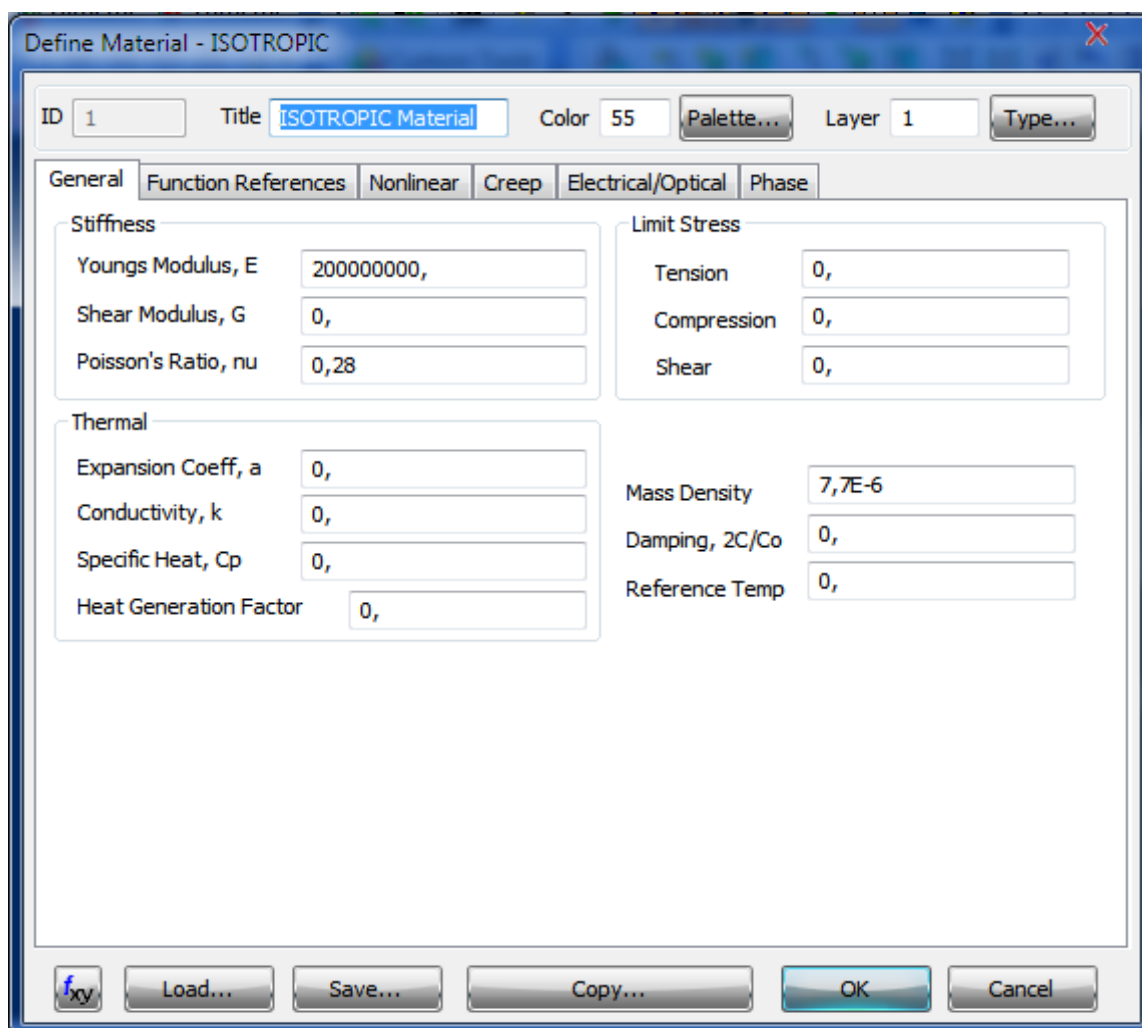 Define Material - ISOTROPIC
ID 1 Title ISOTROPIC Material Color 55 Palette... Layer 1 Type...
General Function References Nonlinear Creep Electrical/Optical Phase
Stiffness
Youngs Modulus, E 200000000,
Shear Modulus, G 0,
Poisson's Ratio, nu 0,28
Limit Stress
Tension 0,
Compression 0,
Shear 0,
Thermal
Expansion Coeff, a 0,
Conductivity, k 0,
Specific Heat, Cp 0,
Heat Generation Factor 0,
Mass Density 7,7E-6
Damping, 2C/Co 0,
Reference Temp 0,
fxy Load... Save... Copy... OK Cancel